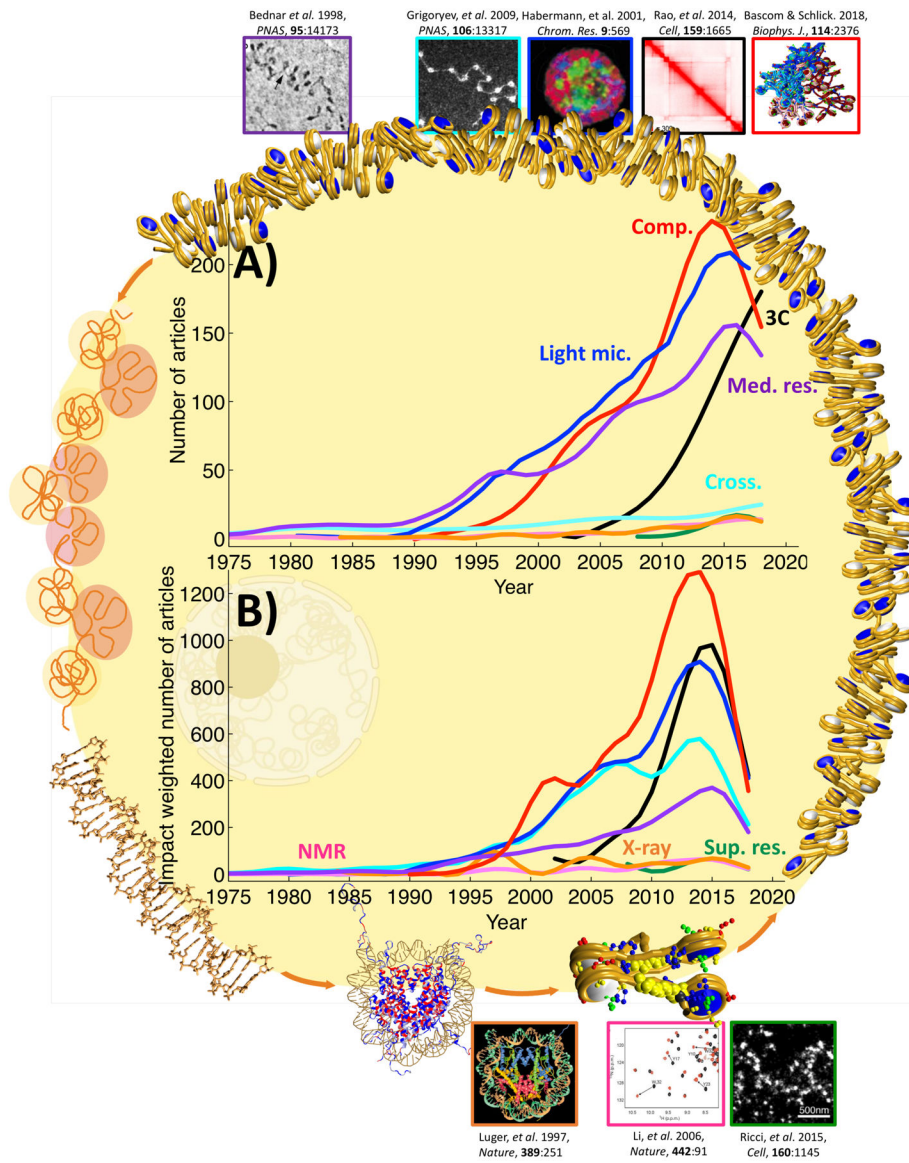 Bednar et al. 1998,
PNAS, 95:14173
Grigoryev, et al. 2009,
PNAS, 106:13317
Habermann, et al. 2001,
Chrom. Res. 9:569
Rao, et al. 2014,
Cell, 159:1665
Bascom & Schlick. 2018,
Biophys. J., 114:2376
A)
Number of articles
200
150
100
50
0
Comp.
Light mic.
3C
Med. res.
Cross.
1975 1980 1985 1990 1995 2000 2005 2010 2015 2020
Year
B)
Impact weighted number of articles
1200
1000
800
600
400
200
0
NMR
X-ray
Sup. res.
1975 1980 1985 1990 1995 2000 2005 2010 2015 2020
Year
500nm
Luger, et al. 1997,
Nature, 389:251
Li, et al. 2006,
Nature, 442:91
Ricci, et al. 2015,
Cell, 160:1145